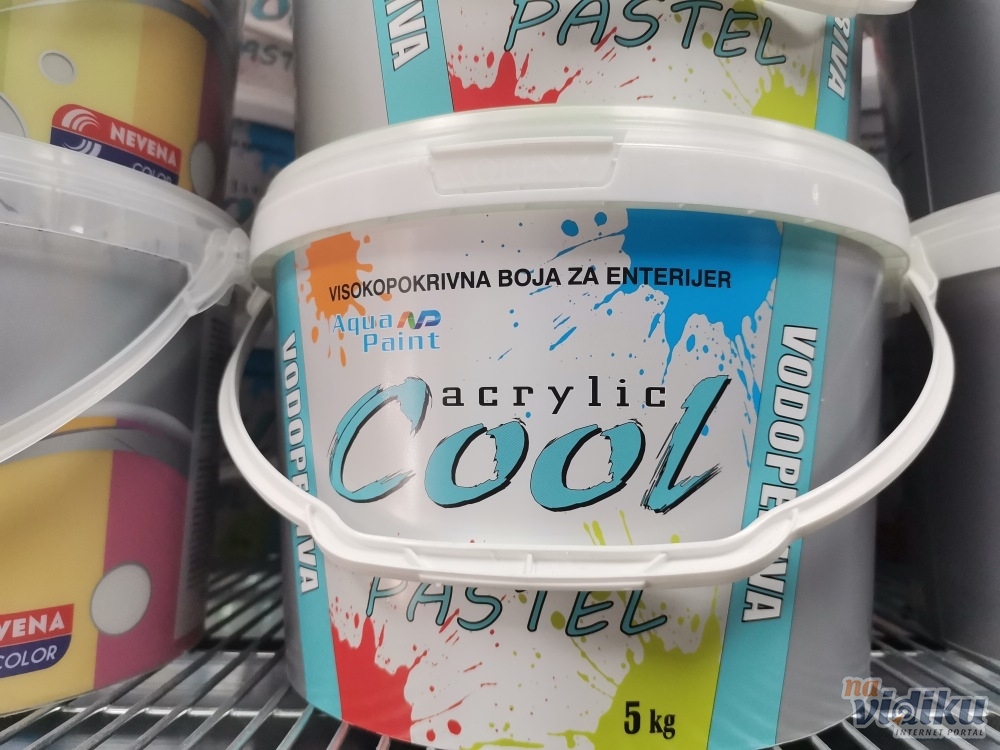 PASTEL
NEVENA
COLOR
VISOKOPOKRIVNA BOJA ZA ENTERIJER
Aqua
Paint
acrylic
Cool
PASTEL
5 kg
NEVENA
COLOR
na
vidiku
INTERNET PORTAL